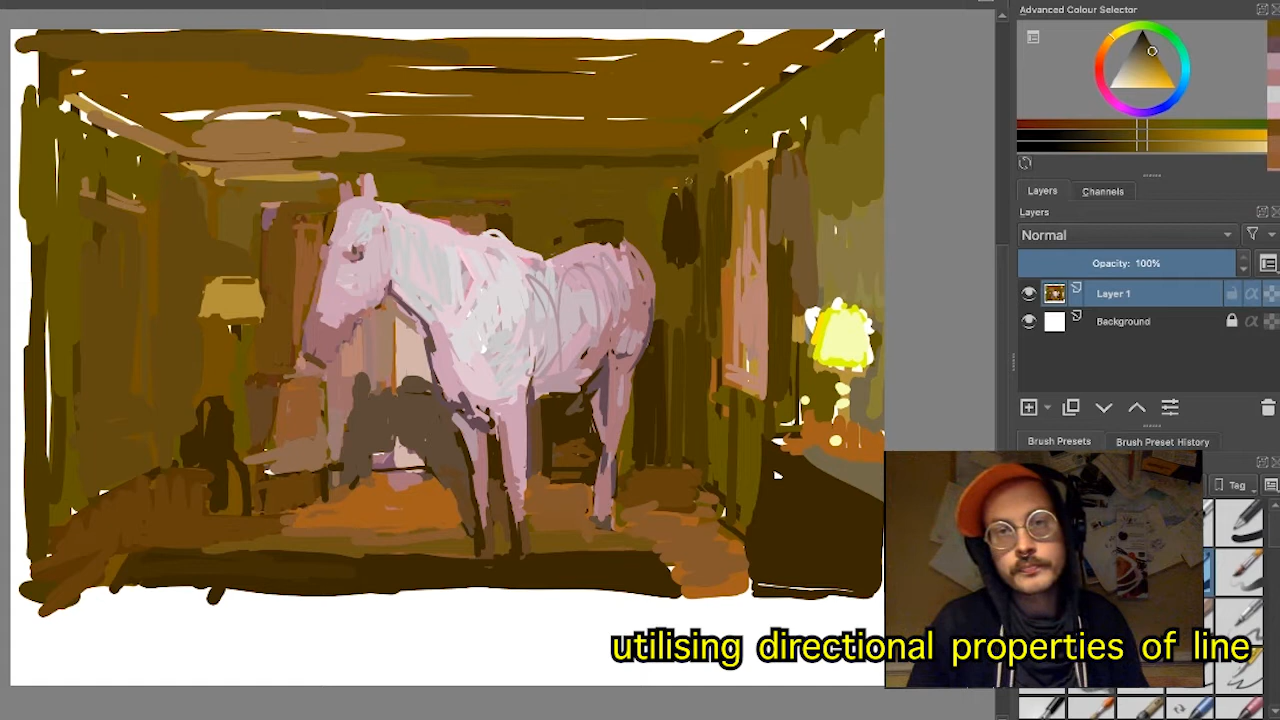 Advanced Colour Selector
Layers
Channels
Layers
Normal
Opacity: 100%
Layer 1
Background
Brush Presets
Brush Preset History
Tag
utilising directional properties of line